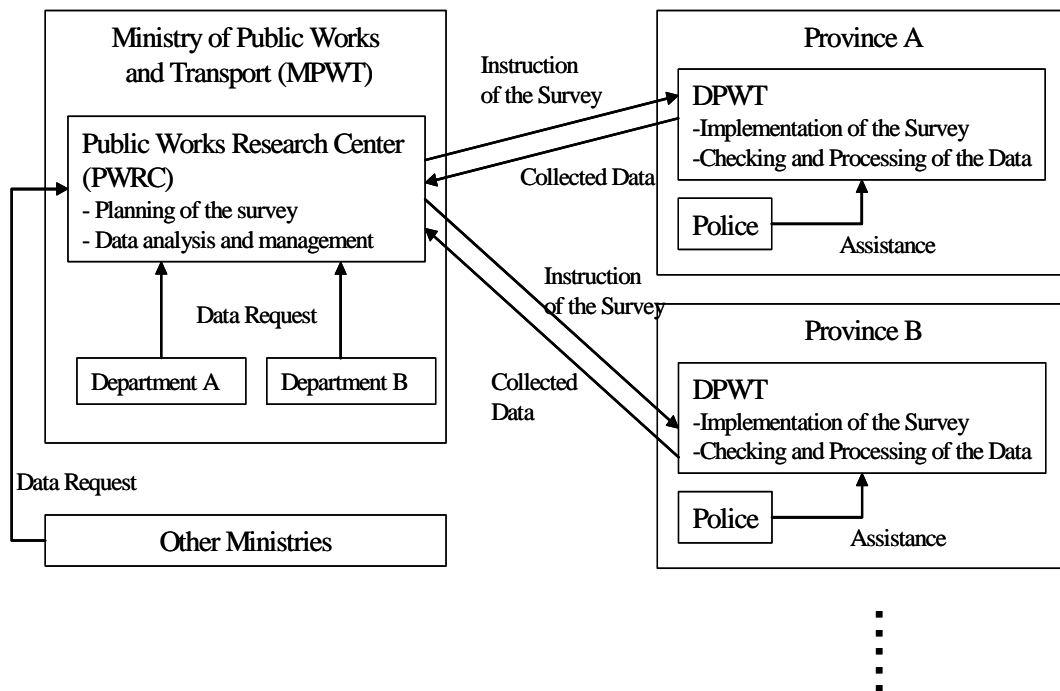 Ministry of Public Works
and Transport (MPWT)
Public Works Research Center
(PWRC)
- Planning of the survey
- Data analysis and management
Data Request
Department A
Department B
Data Request
Other Ministries
Instruction
of the Survey
Collected Data
Instruction
of the Survey
Collected
Data
Province A
DPWT
-Implementation of the Survey
-Checking and Processing of the Data
Police
Assistance
Province B
DPWT
-Implementation of the Survey
-Checking and Processing of the Data
Police
Assistance